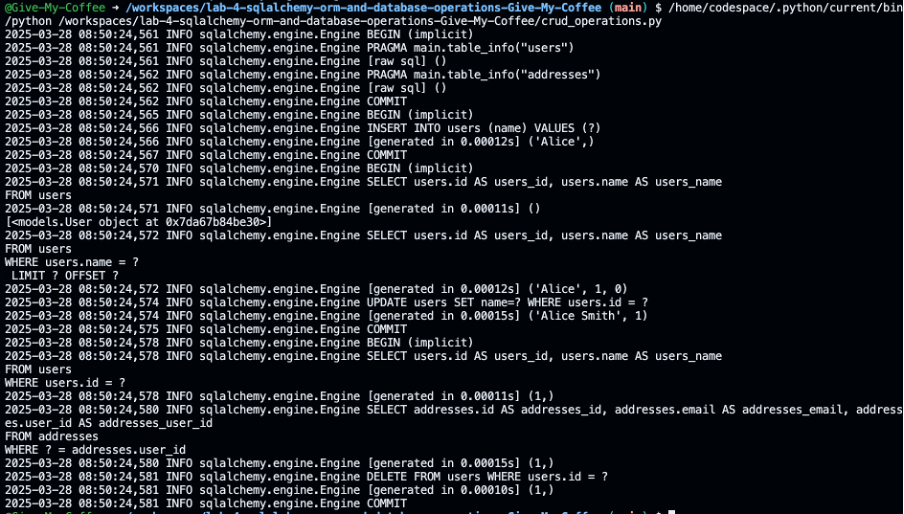 @Give-My-Coffee → /workspaces/lab-4-sqlalchemy-orm-and-database-operations-Give-My-Coffee (main) $ /home/codespace/.python/current/bin
/python /workspaces/lab-4-sqlalchemy-orm-and-database-operations-Give-My-Coffee/crud_operations.py
2025-03-28 08:50:24,561 INFO sqlalchemy.engine.Engine BEGIN (implicit)
2025-03-28 08:50:24,561 INFO sqlalchemy.engine.Engine PRAGMA main.table_info("users")
2025-03-28 08:50:24,561 INFO sqlalchemy.engine.Engine [raw sql] ()
2025-03-28 08:50:24,562 INFO sqlalchemy.engine.Engine PRAGMA main.table_info("addresses")
2025-03-28 08:50:24,562 INFO sqlalchemy.engine.Engine [raw sql] ()
2025-03-28 08:50:24,562 INFO sqlalchemy.engine.Engine COMMIT
2025-03-28 08:50:24,565 INFO sqlalchemy.engine.Engine BEGIN (implicit)
2025-03-28 08:50:24,566 INFO sqlalchemy.engine.Engine INSERT INTO users (name) VALUES (?)
2025-03-28 08:50:24,566 INFO sqlalchemy.engine.Engine [generated in 0.00012s] ('Alice',)
2025-03-28 08:50:24,567 INFO sqlalchemy.engine.Engine COMMIT
2025-03-28 08:50:24,570 INFO sqlalchemy.engine.Engine BEGIN (implicit)
2025-03-28 08:50:24,571 INFO sqlalchemy.engine.Engine SELECT users.id AS users_id, users.name AS users_name
FROM users
2025-03-28 08:50:24,571 INFO sqlalchemy.engine.Engine [generated in 0.00011s] ()
[<models.User object at 0x7da67b84be30>]
2025-03-28 08:50:24,572 INFO sqlalchemy.engine.Engine SELECT users.id AS users_id, users.name AS users_name
FROM users
WHERE users.name = ?
LIMIT ? OFFSET ?
2025-03-28 08:50:24,572 INFO sqlalchemy.engine.Engine [generated in 0.00012s] ('Alice', 1, 0)
2025-03-28 08:50:24,574 INFO sqlalchemy.engine.Engine UPDATE users SET name=? WHERE users.id = ?
2025-03-28 08:50:24,574 INFO sqlalchemy.engine.Engine [generated in 0.00015s] ('Alice Smith', 1)
2025-03-28 08:50:24,575 INFO sqlalchemy.engine.Engine COMMIT
2025-03-28 08:50:24,578 INFO sqlalchemy.engine.Engine BEGIN (implicit)
2025-03-28 08:50:24,578 INFO sqlalchemy.engine.Engine SELECT users.id AS users_id, users.name AS users_name
FROM users
WHERE users.id = ?
2025-03-28 08:50:24,578 INFO sqlalchemy.engine.Engine [generated in 0.00011s] (1,)
2025-03-28 08:50:24,580 INFO sqlalchemy.engine.Engine SELECT addresses.id AS addresses_id, addresses.email AS addresses_email, address
es.user_id AS addresses_user_id
FROM addresses
WHERE ? = addresses.user_id
2025-03-28 08:50:24,580 INFO sqlalchemy.engine.Engine [generated in 0.00015s] (1,)
2025-03-28 08:50:24,581 INFO sqlalchemy.engine.Engine DELETE FROM users WHERE users.id = ?
2025-03-28 08:50:24,581 INFO sqlalchemy.engine.Engine [generated in 0.00010s] (1,)
2025-03-28 08:50:24,581 INFO sqlalchemy.engine.Engine COMMIT